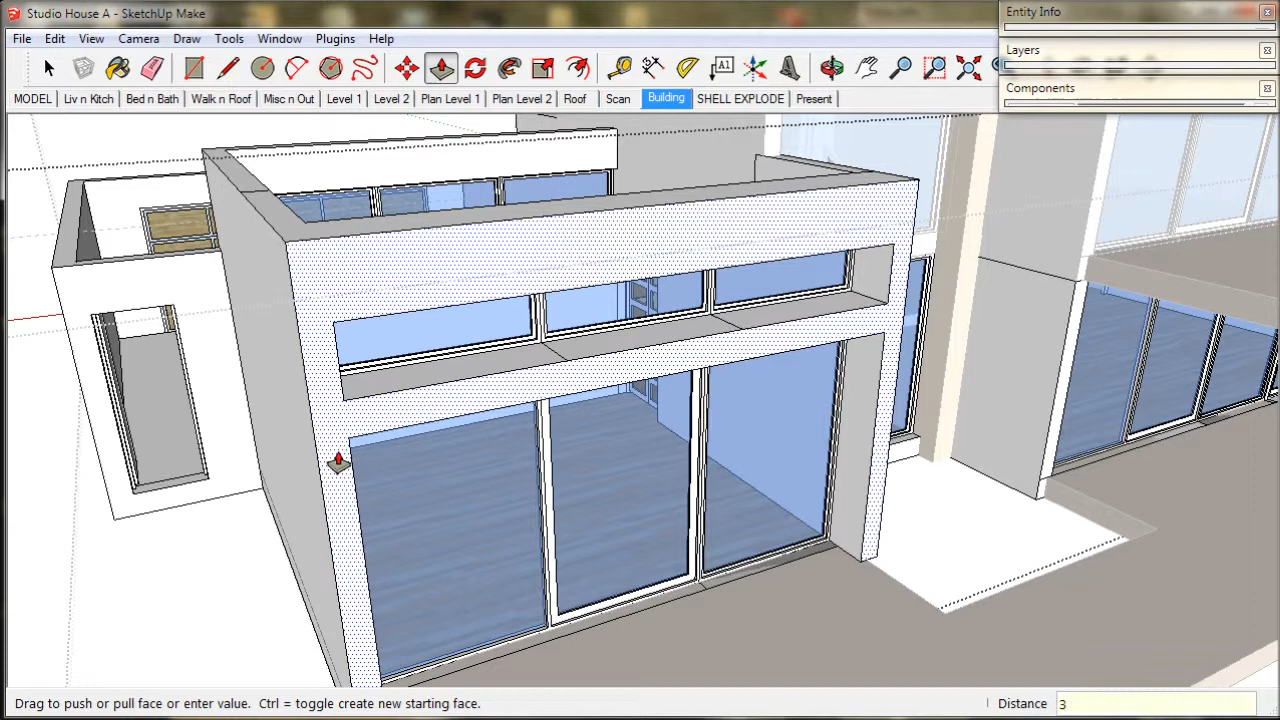 Studio House A - SketchUp Make
Entity Info
File Edit View Camera Draw Tools Window Plugins Help
Layers
A1
Components
MODEL Liv n Kitch Bed n Bath Walk n Roof Misc n Out Level 1 Level 2 Plan Level 1 Plan Level 2 Roof Scan Building SHELL EXPLODE Present
Drag to push or pull face or enter value. Ctrl = toggle create new starting face. Distance 3